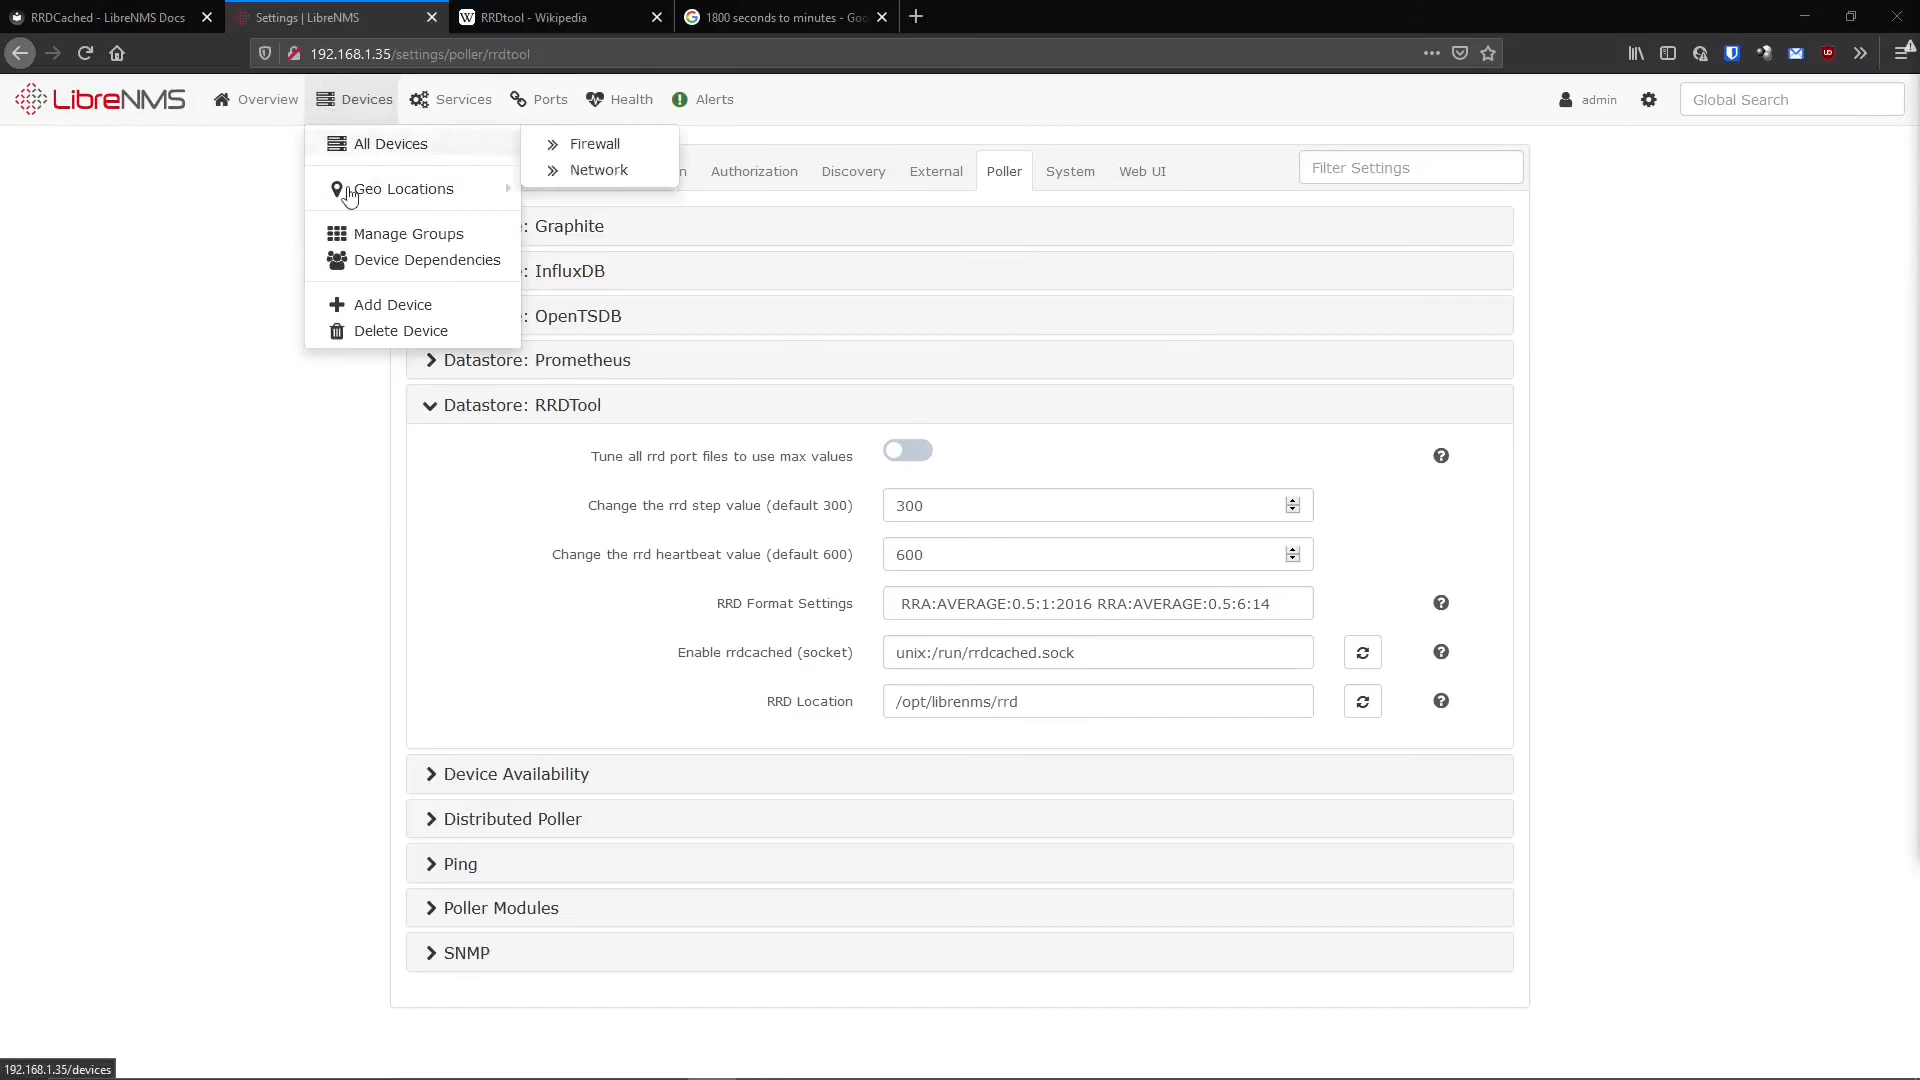 RRDCached - LibreNMS Docs
Settings | LibreNMS
RRDtool - Wikipedia
1800 seconds to minutes - Goo
192.168.1.35/settings/poller/rrdtool
LibreNMS
Overview
Devices
Services
Ports
Health
Alerts
admin
Global Search
All Devices
Geo Locations
Manage Groups
Device Dependencies
Add Device
Delete Device
Firewall
Network
n
Authorization
Discovery
External
Poller
System
Web UI
Filter Settings
: Graphite
: InfluxDB
: OpenTSDB
Datastore: Prometheus
Datastore: RRDTool
Tune all rrd port files to use max values
Change the rrd step value (default 300)
300
Change the rrd heartbeat value (default 600)
600
RRD Format Settings
RRA:AVERAGE:0.5:1:2016 RRA:AVERAGE:0.5:6:14
Enable rrdcached (socket)
unix:/run/rrdcached.sock
RRD Location
/opt/librenms/rrd
Device Availability
Distributed Poller
Ping
Poller Modules
SNMP
192.168.1.35/devices